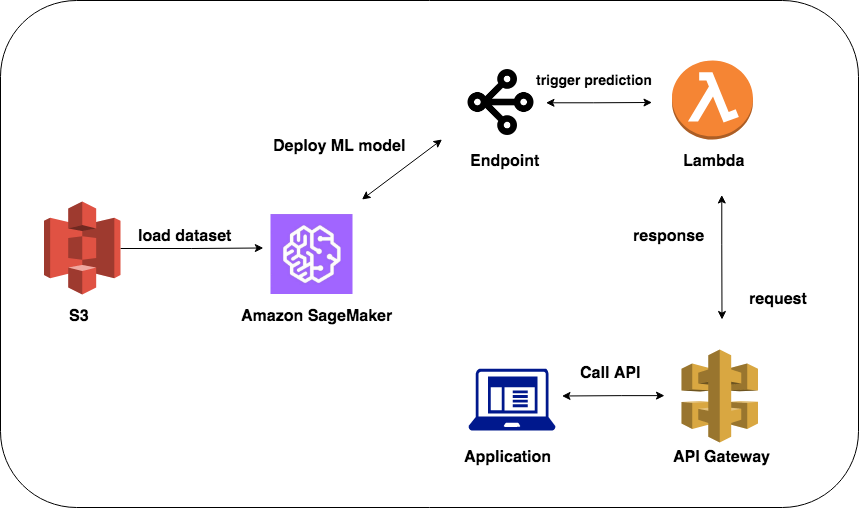 trigger prediction
Endpoint
Lambda
Deploy ML model
load dataset
S3
Amazon SageMaker
response
request
Call API
Application
API Gateway